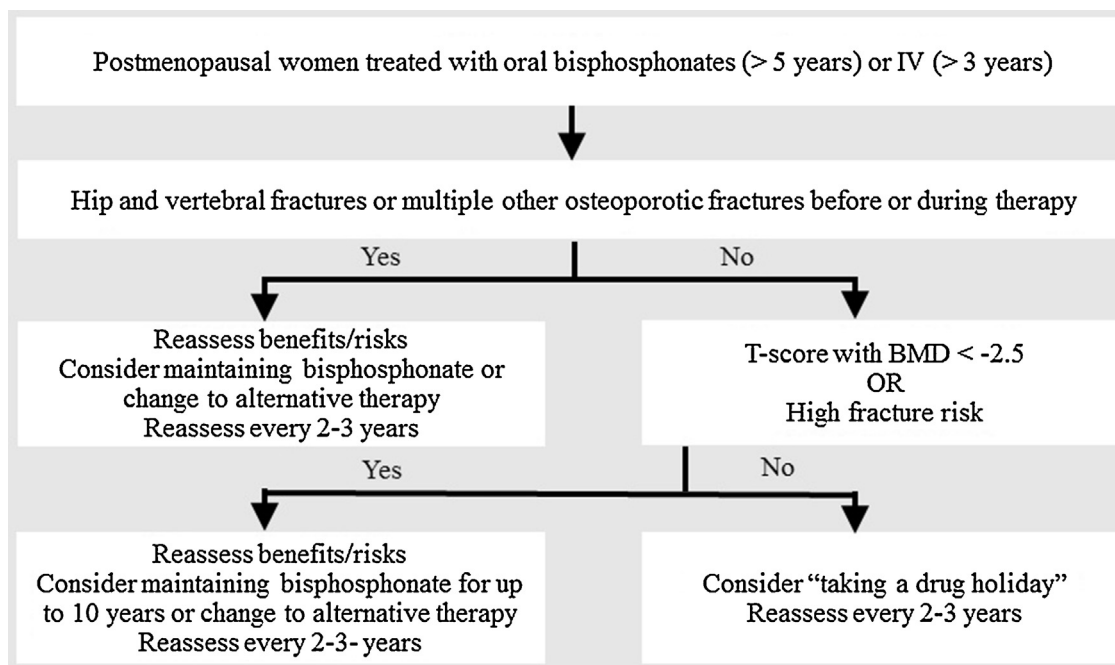 Postmenopausal women treated with oral bisphosphonates (> 5 years) or IV (> 3 years)
Hip and vertebral fractures or multiple other osteoporotic fractures before or during therapy
Yes
No
Reassess benefits/risks
Consider maintaining bisphosphonate or
change to alternative therapy
Reassess every 2-3 years
T-score with BMD < -2.5
OR
High fracture risk
Yes
No
Reassess benefits/risks
Consider maintaining bisphosphonate for up
to 10 years or change to alternative therapy
Reassess every 2-3- years
Consider “taking a drug holiday”
Reassess every 2-3 years